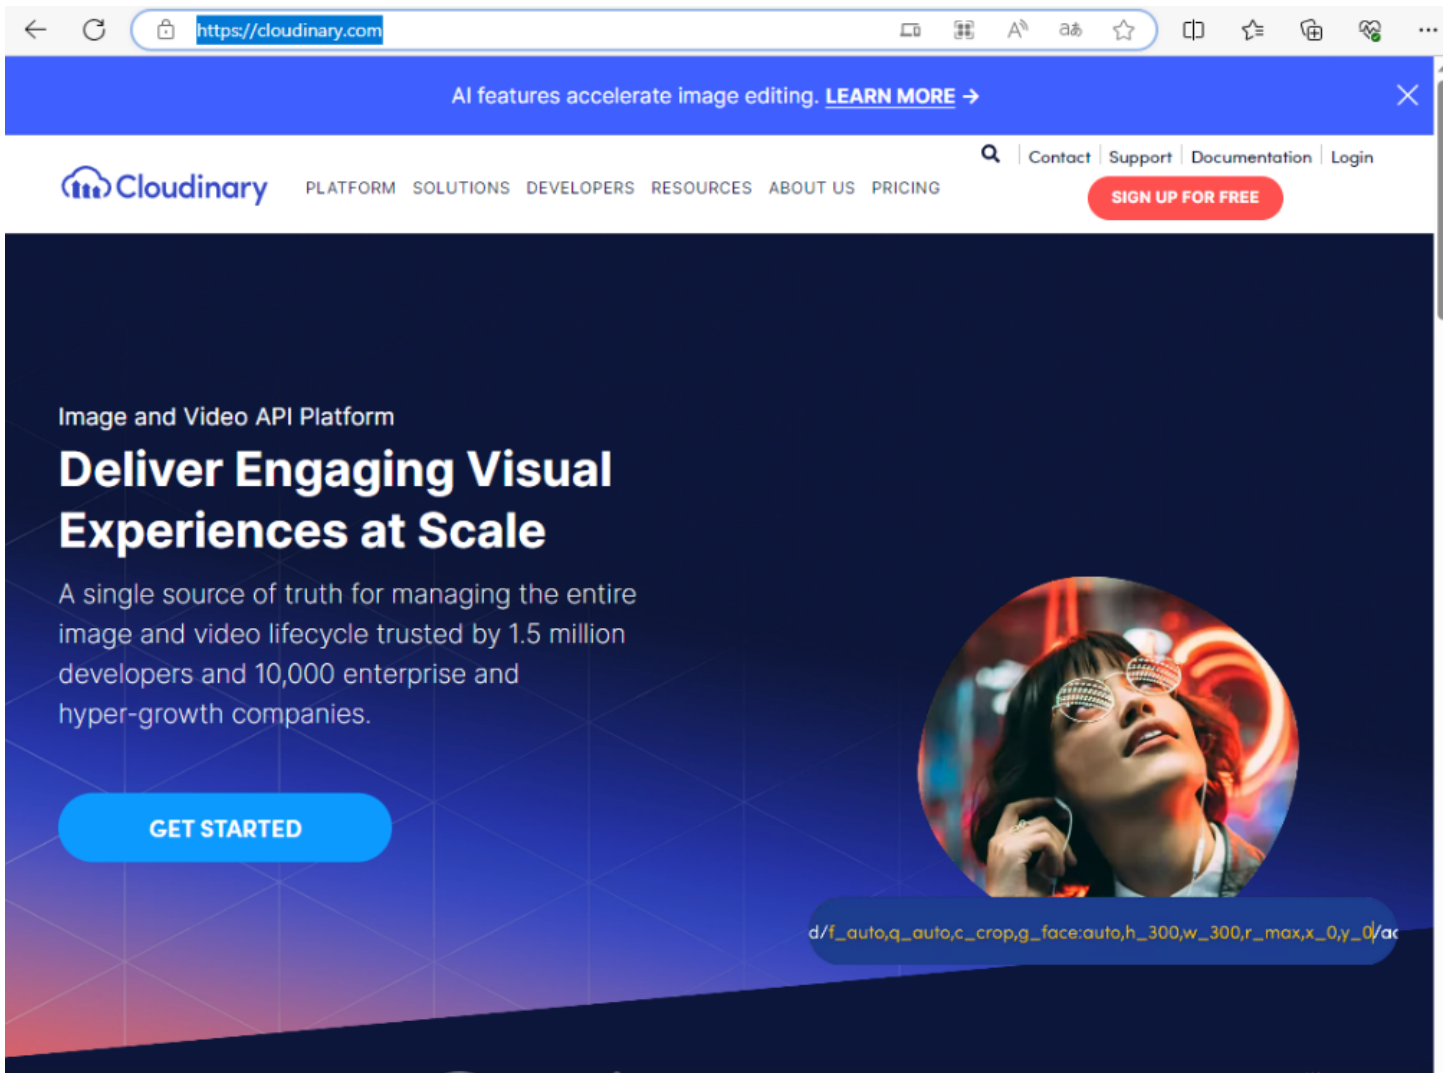 https://cloudinary.com
AI features accelerate image editing. LEARN MORE →
Contact Support Documentation Login
Cloudinary PLATFORM SOLUTIONS DEVELOPERS RESOURCES ABOUT US PRICING
SIGN UP FOR FREE
Image and Video API Platform
Deliver Engaging Visual
Experiences at Scale
A single source of truth for managing the entire
image and video lifecycle trusted by 1.5 million
developers and 10,000 enterprise and
hyper-growth companies.
GET STARTED
d/f_auto,q_auto,c_crop,g_face:auto,h_300,w_300,r_max,x_0,y_0/ac